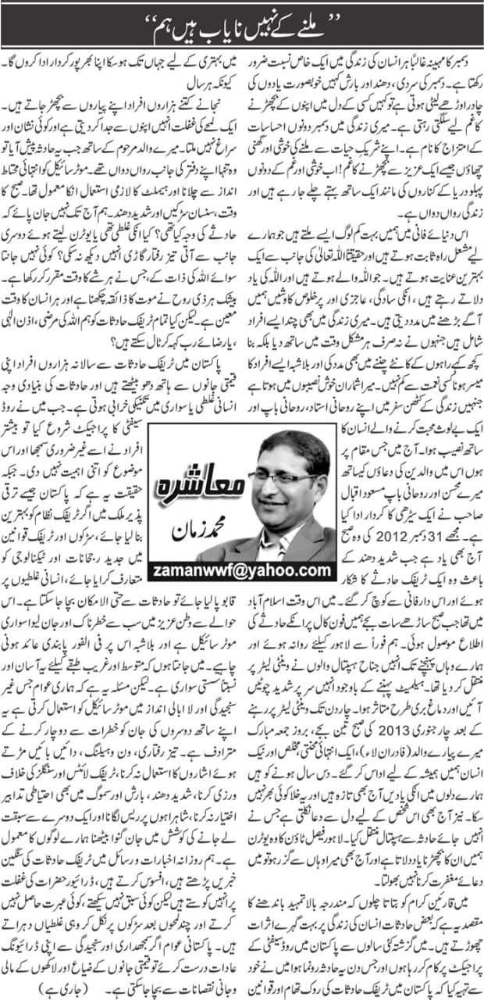 ’’ ملنے کے نہیں نایاب ہیں ہم‘‘
دسمبر کا مہینہ غالباً ہر انسان کی زندگی میں ایک خاص نسبت ضرور
رکھتا ہے۔ دسمبر کی سردی، دھند اور بارش کہیں خوبصورت یادوں کی
چادر اوڑھے لیٹی ہوتی ہے تو کہیں کسی کے دل میں اپنوں کے بچھڑنے
کا غم لیے سلگتی رہتی ہے۔ میری زندگی میں دسمبر دونوں احساسات
کے امتزاج کا نام ہے۔ اپنے شریکِ حیات سے ملنے کی خوشی اور گھنی
چھاؤں جیسے ایک عزیز سے بچھڑنے کا غم! اب خوشی اور غم کے دونوں
پہلو دریا کے کناروں کی مانند ایک ساتھ بہتے چلے جا رہے ہیں اور
زندگی رواں دواں ہے۔
اس دنیائے فانی میں ہمیں بہت کم لوگ ایسے ملتے ہیں جو ہمارے
لیے مشعل راہ ثابت ہوتے ہیں اور حقیقتاً اللہ تعالیٰ کی جانب سے ایک
بہترین عنایت ہوتے ہیں۔ جو اللہ والے ہوتے ہیں اور اللہ کی یاد
دلاتے رہتے ہیں، انکی سادگی، عاجزی اور پرخلوص کاوشیں ہمیں
آگے بڑھنے میں مدد دیتی ہیں۔ میری زندگی میں بھی چند ایسے افراد
شامل ہیں جنہوں نے نہ صرف ہر مشکل وقت میں ساتھ دیا بلکہ بنا
کچھ کہے راہوں کے کانٹے چننے میں بھی مدد کی اور بلاشبہ ایسے افراد کا
میسر ہونا کسی نعمت سے کم نہیں۔ میرا شمار ان خوش نصیبوں میں ہوتا ہے
جنہیں زندگی کے کٹھن سفر میں اپنے روحانی استاد، روحانی باپ اور
ایک بے لوث محبت کرنے والے انسان کا
ساتھ نصیب ہوا۔ آج میں جس مقام پر
ہوں اس میں والدین کی دعاؤں کیساتھ
میرے محسن اور روحانی باپ مسعود اقبال
صاحب نے ایک سیڑھی کا کردار ادا کیا
ہے۔ مجھے 31 دسمبر 2012 کی وہ صبح
آج بھی یاد ہے جب شدید دھند کے
باعث وہ ایک ٹریفک حادثے کا شکار
ہوئے اور اس دار فانی سے کوچ کر گئے۔ میں اس وقت اسلام آباد
میں تھا جب صبح ساڑھے سات بجے ہمیں فون کال پر انکے حادثے کی
اطلاع موصول ہوئی۔ ہم فوراً سے لاہور کیلئے روانہ ہوئے اور
ہمارے وہاں پہنچنے تک انہیں جناح ہسپتال والوں نے وینٹی لیٹر پر
منتقل کر دیا تھا۔ ہیلمیٹ پہننے کے باوجود انہیں سر پر شدید چوٹیں
آئیں اور دماغ بری طرح متاثر ہوا۔ چار دن تک وینٹی لیٹر پر رہنے
کے بعد چار جنوری 2013 کی صبح تین بجے، بروز جمعہ مبارک
میرے پیارے والد (فادر ان لاء)، ایک انتہائی محنتی، مخلص اور نیک
انسان ہمیں ہمیشہ کے لیے اداس کر گئے۔ دس سال ہونے کو ہیں
ہمارے دلوں میں انکی یادیں آج بھی تازہ ہیں اور یہ خلا کوئی بھر نہیں
سکا۔ نیز آج بھی اس شخص کے لیے دل سے دعا نکلتی ہے جس نے
انہیں جائے حادثہ سے ہسپتال منتقل کیا۔ لاہور فیصل ٹاؤن کا وہ یوٹرن
ہمیں ان کا بچھڑنا یاد دلاتا ہے اور آج بھی میرا وہاں سے گزر ہو تو میں
دعائے مغفرت کرنا نہیں بھولتا۔
میں قارئین کرام کو بتاتا چلوں کہ مندرجہ بالا تمہید باندھنے کا
مقصد یہ ہے کہ بعض حادثات انسان کی زندگی پر بہت گہرے اثرات
چھوڑتے ہیں۔ میں گزشتہ کئی سالوں سے پاکستان میں روڈ سیفٹی کے
پراجیکٹ پر کام کر رہا ہوں اور جس دن یہ حادثہ رونما ہوا میں نے خود
سے تہیہ کیا کہ پاکستان میں ٹریفک حادثات کی روک تھام اور قوانین
میں بہتری کے لیے جہاں تک ہو سکا اپنا بھرپور کردار ادا کروں گا۔
کیونکہ ہر سال
نجانے کتنے ہزاروں افراد اپنے پیاروں سے بچھڑ جاتے ہیں۔
ایک لمحے کی غفلت انہیں اپنوں سے جدا کر دیتی ہے اور کوئی نشان اور
سراغ نہیں ملتا۔ میرے والد مرحوم کے ساتھ جب یہ حادثہ پیش آیا تو
وہ تنہا اپنے دفتر کی جانب رواں دواں تھے۔ موٹر سائیکل کو انتہائی محتاط
انداز سے چلانا اور ہیملٹ کا لازمی استعمال انکا معمول تھا۔ صبح کا
وقت، سنسان سڑکیں اور شدید دھند۔ ہم آج تک نہیں جان پائے کہ
حادثے کی وجہ کیا تھی؟ کیا انکی غلطی تھی یا یوٹرن لیتے ہوئے دوسری
جانب سے آتی تیز رفتار گاڑی انہیں دیکھ نہ سکی؟ کوئی نہیں جانتا
سوائے اللہ کی ذات کے، جس نے ہر شے کا وقت مقرر کر رکھا ہے۔
بیشک ہر ذی روح نے موت کا ذائقہ چکھنا ہے اور ہر انسان کا وقت
معین ہے۔ لیکن کیا تمام ٹریفک حادثات کو ہم اللہ کی مرضی، اذن الٰہی
، یا رضائے رب کہہ کر ٹال سکتے ہیں؟
پاکستان میں ٹریفک حادثات سے سالانہ ہزاروں افراد اپنی
قیمتی جانوں سے ہاتھ دھو بیٹھتے ہیں اور حادثات کی بنیادی وجہ
انسانی غلطی یا سواری میں تکنیکی خرابی ہوتی ہے۔ جب میں نے روڈ
سیفٹی کا پراجیکٹ شروع کیا تو بیشتر
افراد نے اسے غیر ضروری سمجھا اور اس
موضوع کو اتنی اہمیت نہیں دی۔ جبکہ
حقیقت یہ ہے کہ پاکستان جیسے ترقی
پذیر ملک میں اگر ٹریفک نظام کو بہترین
بنا لیا جائے، سڑکوں اور ٹریفک قوانین
میں جدید رجحانات اور ٹیکنالوجی کو
متعارف کرایا جائے، انسانی غلطیوں پر
قابو پا لیا جائے تو حادثات سے حتیٰ الامکان بچا جا سکتا ہے۔ اس
حوالے سے وطن عزیز میں سب سے خطرناک اور جان لیوا سواری
موٹر سائیکل ہے اور بلاشبہ اس پر فی الفور پابندی عائد ہونی
چاہیے۔ میں جانتا ہوں کہ متوسط اور غریب طبقے کیلئے یہ آسان اور
نسبتاً سستی سواری ہے۔ لیکن مسئلہ یہ ہے کہ ہماری عوام جس غیر
سنجیدگی اور لاابالی انداز میں موٹر سائیکل کو استعمال کرتی ہے یہ
اپنے ساتھ دوسروں کی جان کو خطرات سے دوچار کرنے کے
مترادف ہے۔ تیز رفتاری، ون ویلنگ، دائیں بائیں مڑتے
ہوئے اشاروں کا استعمال نہ کرنا، ٹریفک لائٹس اور سگنلز کی خلاف
ورزی کرنا، شدید دھند، بارش اور سموگ میں بھی احتیاطی تدابیر
اختیار نہ کرنا، شاہراہوں پر ریس لگانا اور ایک دوسرے سے سبقت
لے جانے کی کوشش میں جان گنوا بیٹھنا ہمارے لوگوں کا معمول
ہے۔ ہم روزانہ اخبارات و رسائل میں ٹریفک حادثات کی سنگین
خبریں پڑھتے ہیں، افسوس کرتے ہیں، ڈرائیور حضرات کی غفلت
پر انہیں کوستے ہیں لیکن کوئی سبق نہیں سیکھتے، کوئی عبرت حاصل نہیں
کرتے اور چند لمحوں بعد سڑکوں پر نکل کر وہی غلطیاں دہراتے
ہیں۔ پاکستانی عوام اگر سمجھداری اور سنجیدگی سے اپنی ڈرائیونگ
عادات درست کرلے تو قیمتی جانوں کے ضیاع اور لاکھوں کے مالی
و جانی نقصانات سے بچا جا سکتی ہے۔ (جاری ہے)
معاشرہ
محمد زمان
zamanwwf@yahoo.com